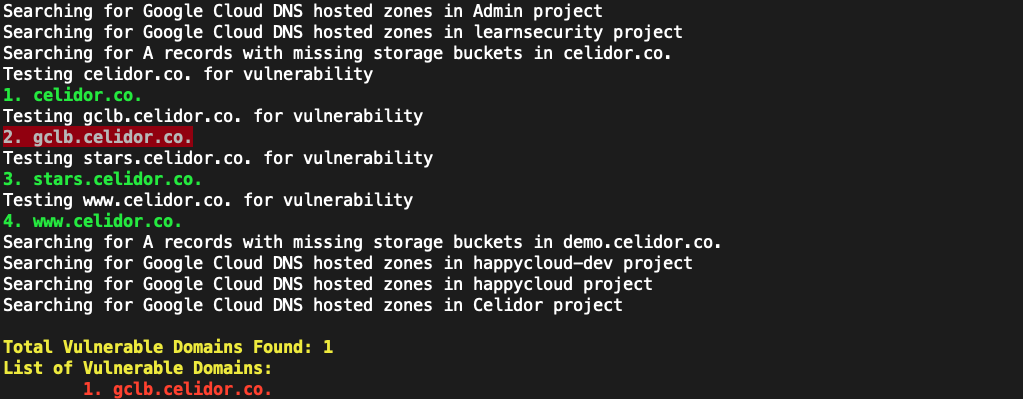 Searching for Google Cloud DNS hosted zones in Admin project
Searching for Google Cloud DNS hosted zones in learnsecurity project
Searching for A records with missing storage buckets in celidor.co.
Testing celidor.co. for vulnerability
1. celidor.co.
Testing gclb.celidor.co. for vulnerability
2. gclb.celidor.co.
Testing stars.celidor.co. for vulnerability
3. stars.celidor.co.
Testing www.celidor.co. for vulnerability
4. www.celidor.co.
Searching for A records with missing storage buckets in demo.celidor.co.
Searching for Google Cloud DNS hosted zones in happycloud-dev project
Searching for Google Cloud DNS hosted zones in happycloud project
Searching for Google Cloud DNS hosted zones in Celidor project
Total Vulnerable Domains Found: 1
List of Vulnerable Domains:
1. gclb.celidor.co.